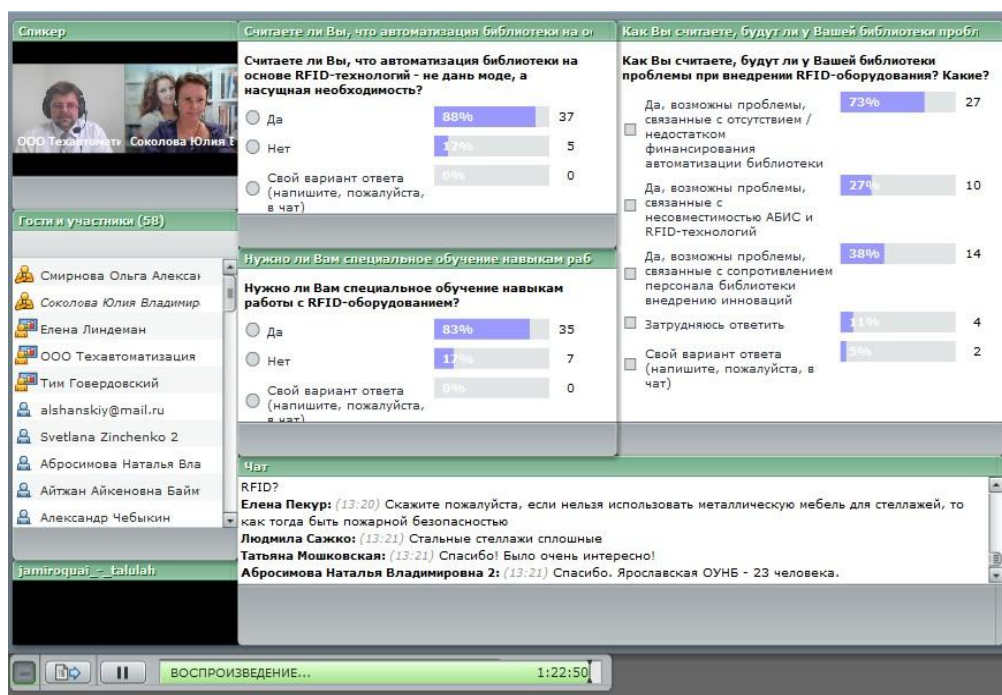 Спикер
ООО Техавтомати
Соколова Юлия В
Гости и участники (58)
Смирнова Ольга Алексан
Соколова Юлия Владимир
Елена Линдеман
ООО Техавтоматизация
Тим Говердовский
alshanskiy@mail.ru
Svetlana Zinchenko 2
Абросимова Наталья Вла
Айтжан Айкеновна Байм
Александр Чебыкин
jamiroquai_-_talulah
Считаете ли Вы, что автоматизация библиотеки на о
Считаете ли Вы, что автоматизация библиотеки на
основе RFID-технологий - не дань моде, а
насущная необходимость?
Да 88% 37
Нет 12% 5
Свой вариант ответа 0% 0
(напишите, пожалуйста,
в чат)
Нужно ли Вам специальное обучение навыкам раб
Нужно ли Вам специальное обучение навыкам
работы с RFID-оборудованием?
Да 83% 35
Нет 17% 7
Свой вариант ответа 0% 0
(напишите, пожалуйста,
в чат)
Как Вы считаете, будут ли у Вашей библиотеки пробл
Как Вы считаете, будут ли у Вашей библиотеки
проблемы при внедрении RFID-оборудования? Какие?
Да, возможны проблемы, 73% 27
связанные с отсутствием /
недостатком
финансирования
автоматизации библиотеки
Да, возможны проблемы, 27% 10
связанные с
несовместимостью АБИС и
RFID-технологий
Да, возможны проблемы, 38% 14
связанные с сопротивлением
персонала библиотеки
внедрению инноваций
Затрудняюсь ответить 11% 4
Свой вариант ответа 5% 2
(напишите, пожалуйста, в
чат)
Чат
RFID?
Елена Пекур: (13:20) Скажите пожалуйста, если нельзя использовать металлическую мебель для стеллажей, то
как тогда быть пожарной безопасностью
Людмила Сажко: (13:21) Стальные стеллажи сплошные
Татьяна Мошковская: (13:21) Спасибо! Было очень интересно!
Абросимова Наталья Владимировна 2: (13:21) Спасибо. Ярославская ОУНБ - 23 человека.
ВОСПРОИЗВЕДЕНИЕ... 1:22:50